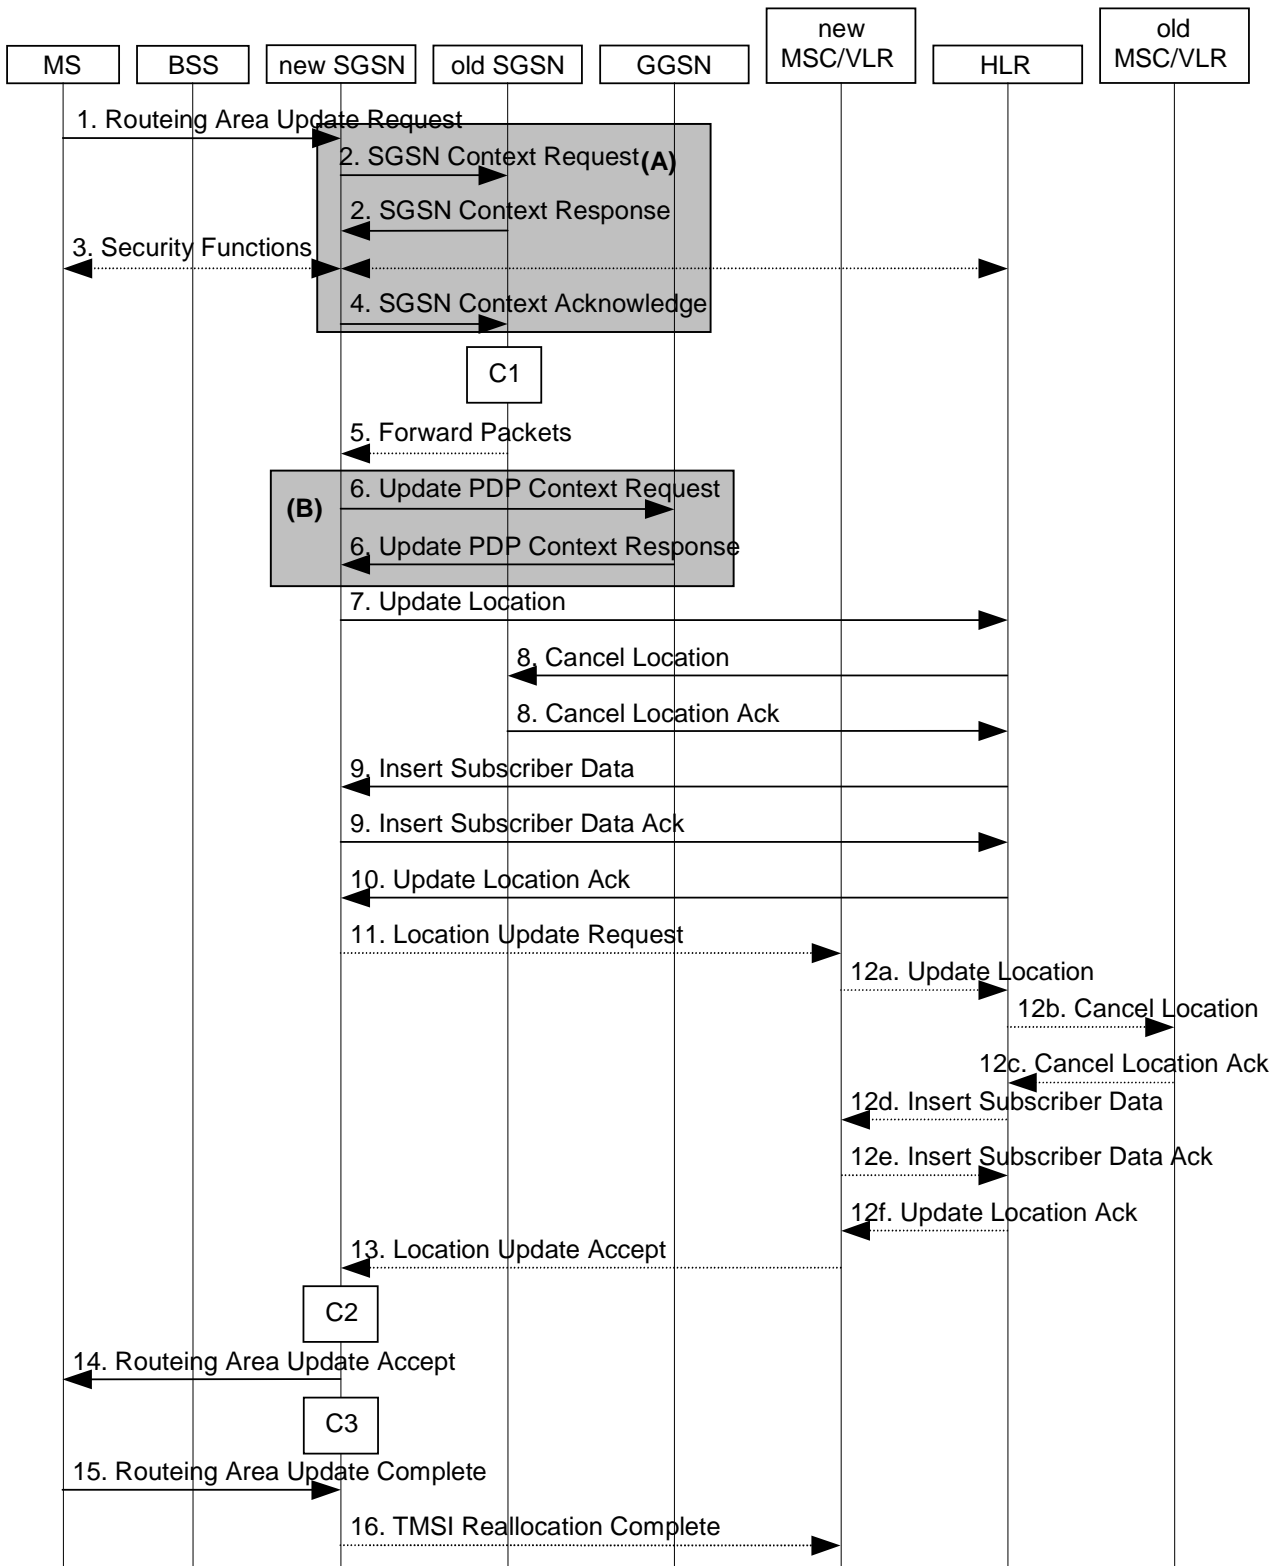 new
MSC/VLR
old
MSC/VLR
MS
BSS
new SGSN
old SGSN
GGSN
HLR
1. Routeing Area Update Request
2. SGSN Context Request
(A)
2. SGSN Context Response
3. Security Functions
4. SGSN Context Acknowledge
C1
5. Forward Packets
6. Update PDP Context Request
(B)
6. Update PDP Context Response
7. Update Location
8. Cancel Location
8. Cancel Location Ack
9. Insert Subscriber Data
9. Insert Subscriber Data Ack
10. Update Location Ack
11. Location Update Request
12a. Update Location
12b. Cancel Location
12c. Cancel Location Ack
12d. Insert Subscriber Data
12e. Insert Subscriber Data Ack
12f. Update Location Ack
13. Location Update Accept
C2
14. Routeing Area Update Accept
C3
15. Routeing Area Update Complete
16. TMSI Reallocation Complete